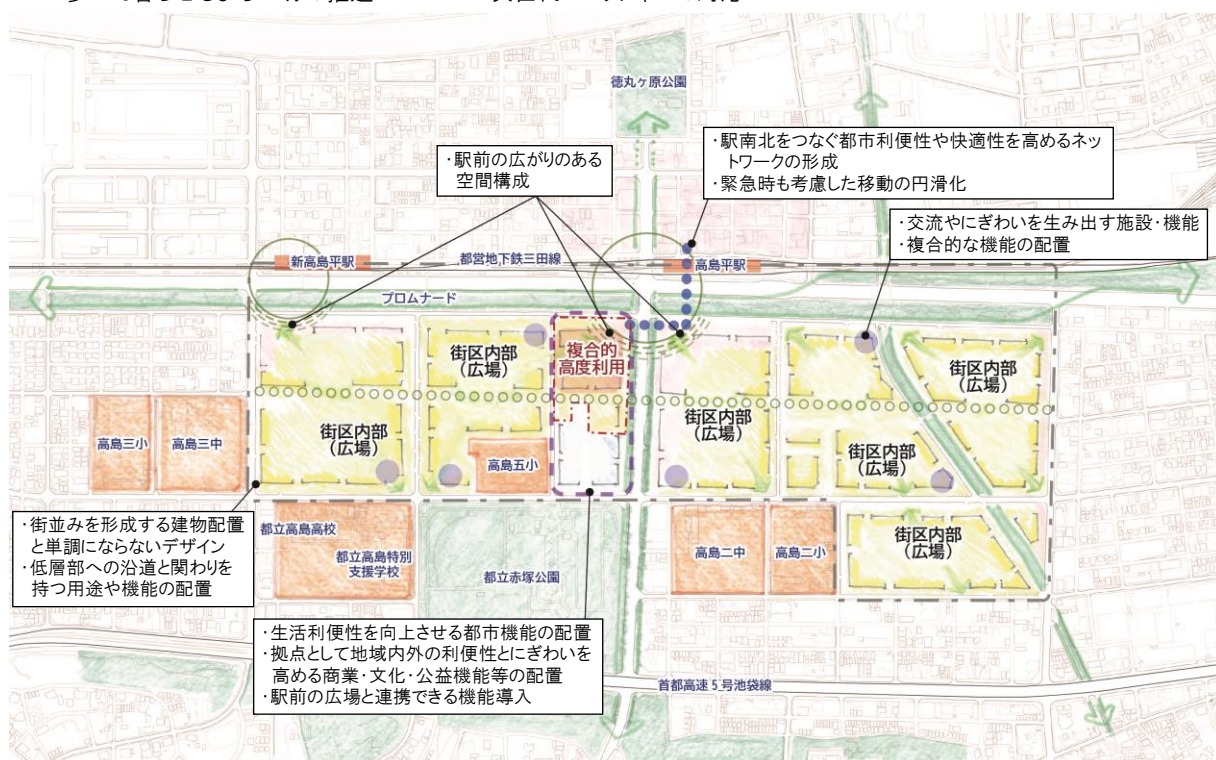 徳丸ヶ原公園
・駅前の広がりのある
空間構成
・駅南北をつなぐ都市利便性や快適性を高めるネッ
トワークの形成
・緊急時も考慮した移動の円滑化
・交流やにぎわいを生み出す施設・機能
・複合的な機能の配置
新高島平駅
都営地下鉄三田線
高島平駅
プロムナード
街区内部
(広場)
複合的
高度利用
街区内部
(広場)
街区内部
(広場)
街区内部
(広場)
街区内部
(広場)
高島三小
高島三中
高島五小
・街並みを形成する建物配置
と単調にならないデザイン
・低層部への沿道と関わりを
持つ用途や機能の配置
都立高島高校
都立高島特別
支援学校
都立赤塚公園
高島二中
高島二小
街区内部
(広場)
・生活利便性を向上させる都市機能の配置
・拠点として地域内外の利便性とにぎわいを
高める商業・文化・公益機能等の配置
・駅前の広場と連携できる機能導入
首都高速5号池袋線